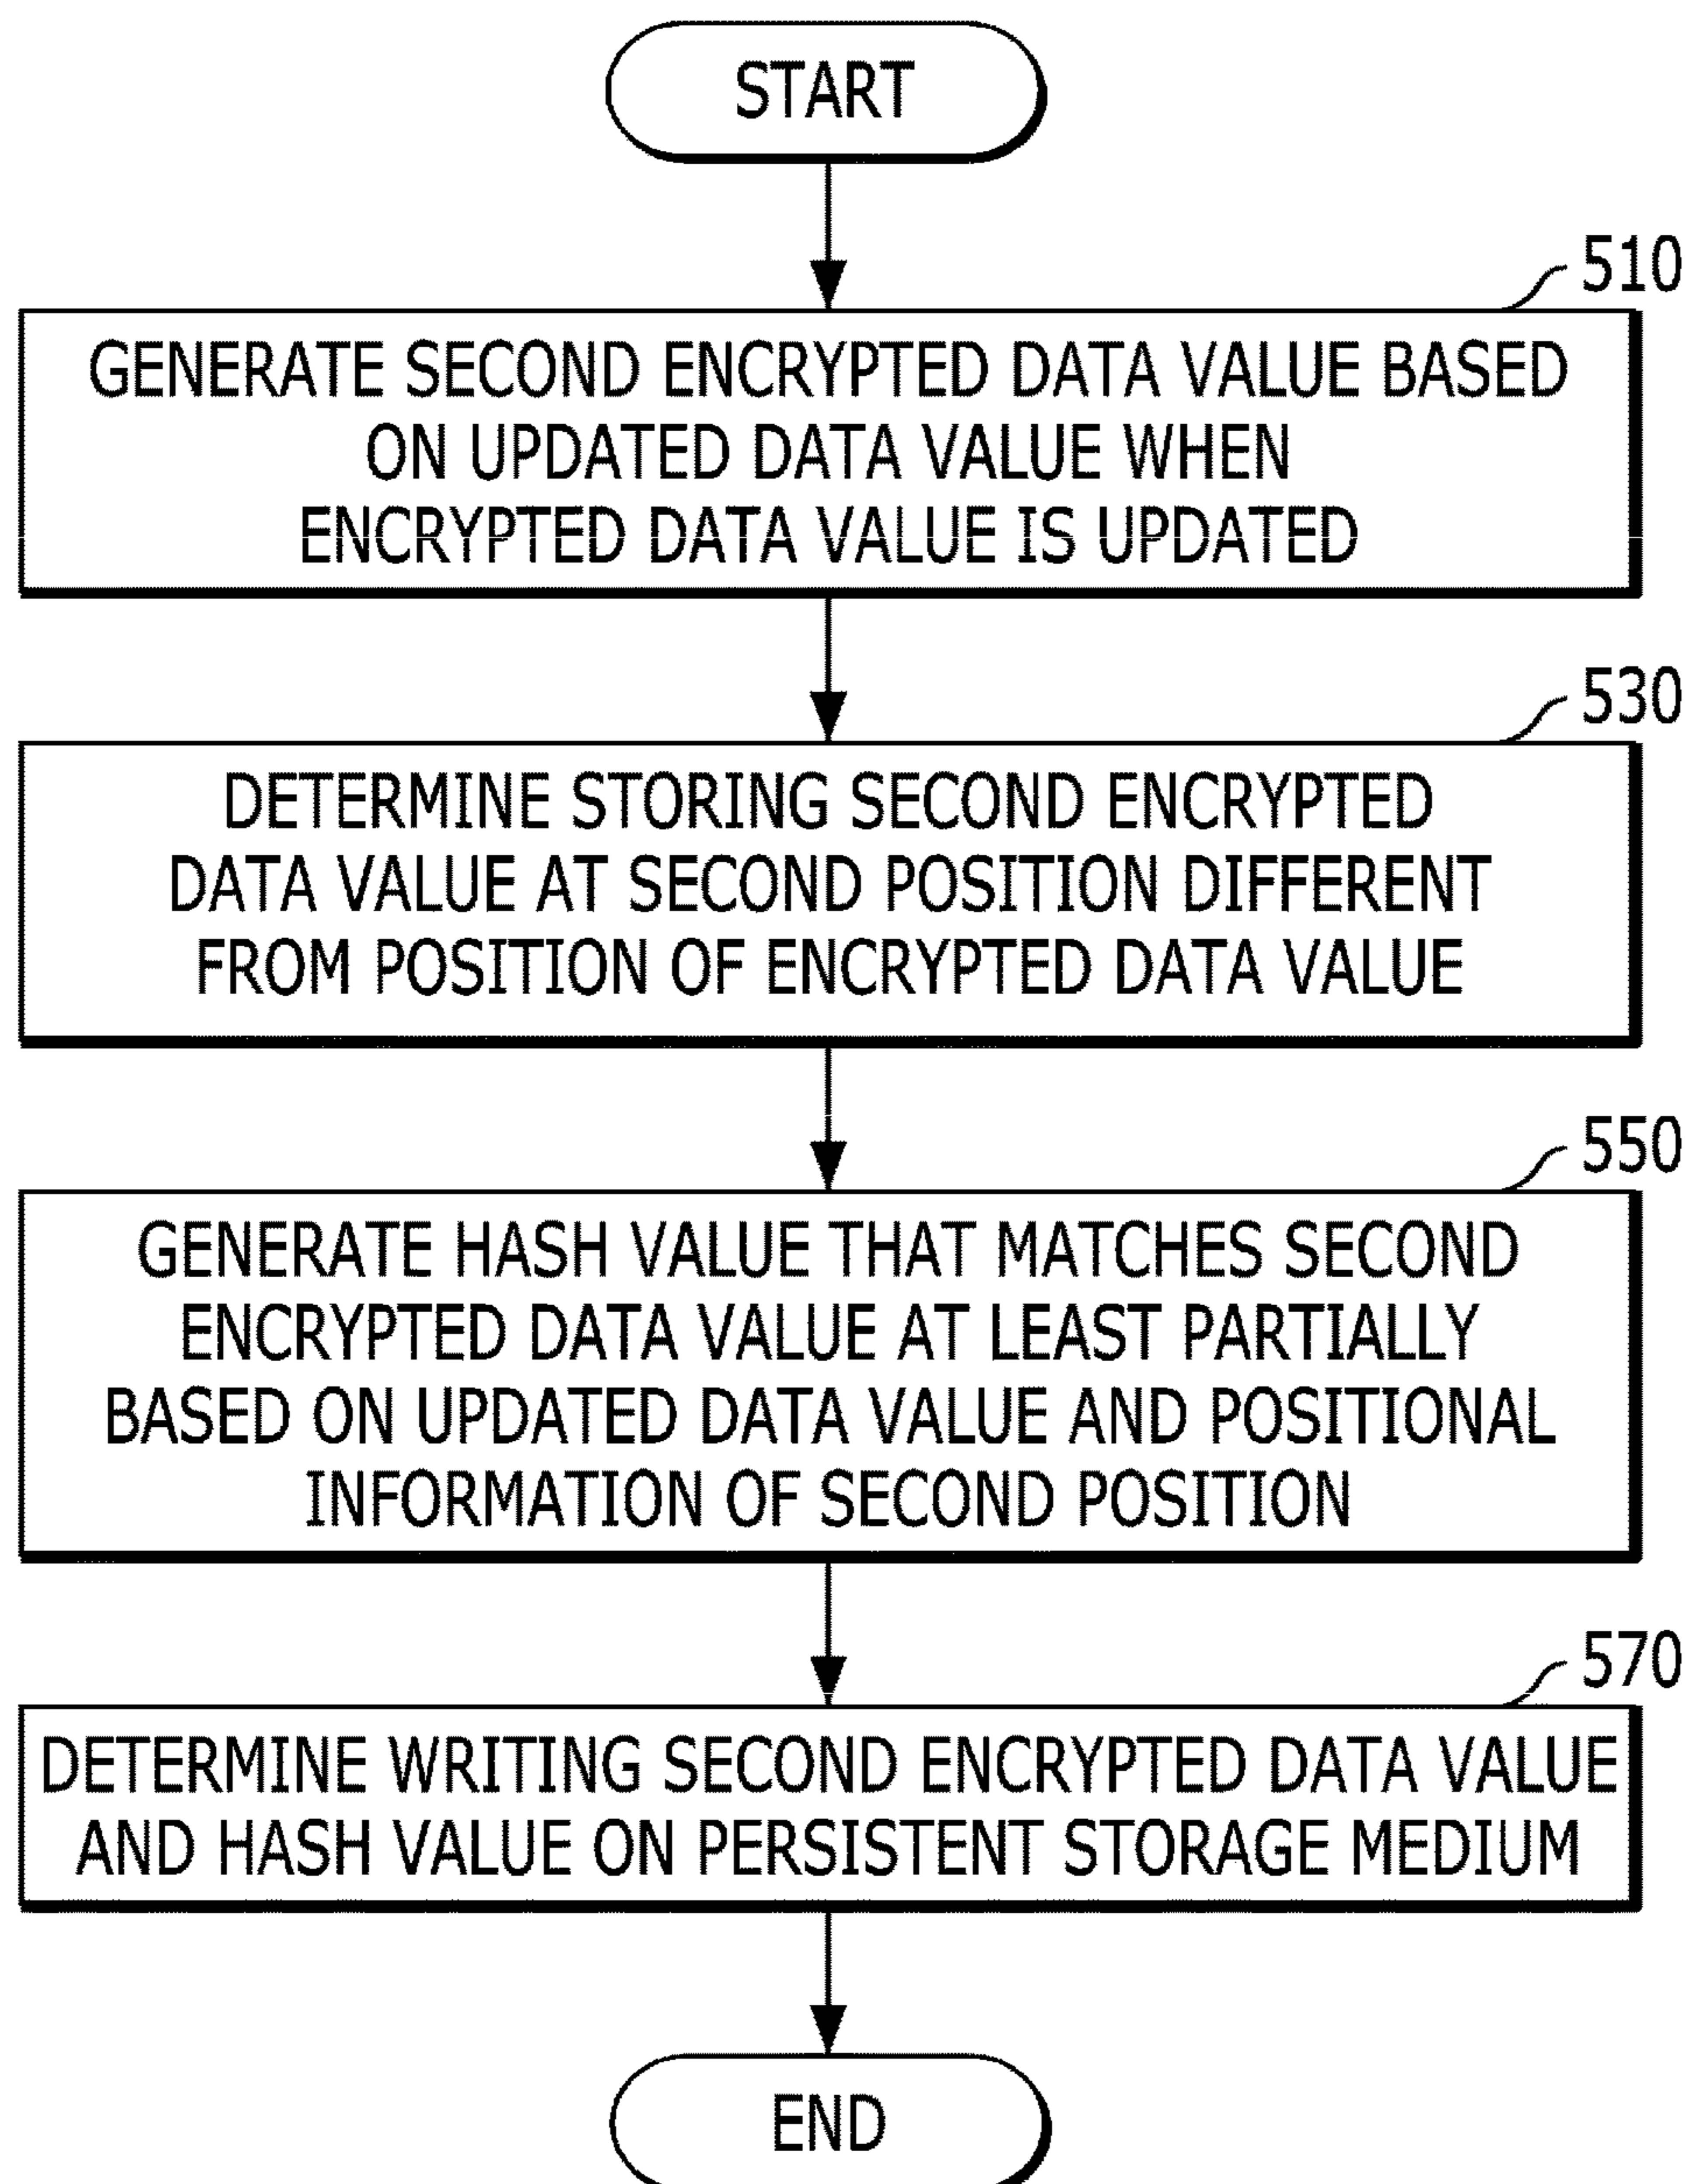 START
510
GENERATE SECOND ENCRYPTED DATA VALUE BASED
ON UPDATED DATA VALUE WHEN
ENCRYPTED DATA VALUE IS UPDATED
530
DETERMINE STORING SECOND ENCRYPTED
DATA VALUE AT SECOND POSITION DIFFERENT
FROM POSITION OF ENCRYPTED DATA VALUE
550
GENERATE HASH VALUE THAT MATCHES SECOND
ENCRYPTED DATA VALUE AT LEAST PARTIALLY
BASED ON UPDATED DATA VALUE AND POSITIONAL
INFORMATION OF SECOND POSITION
570
DETERMINE WRITING SECOND ENCRYPTED DATA VALUE
AND HASH VALUE ON PERSISTENT STORAGE MEDIUM
END